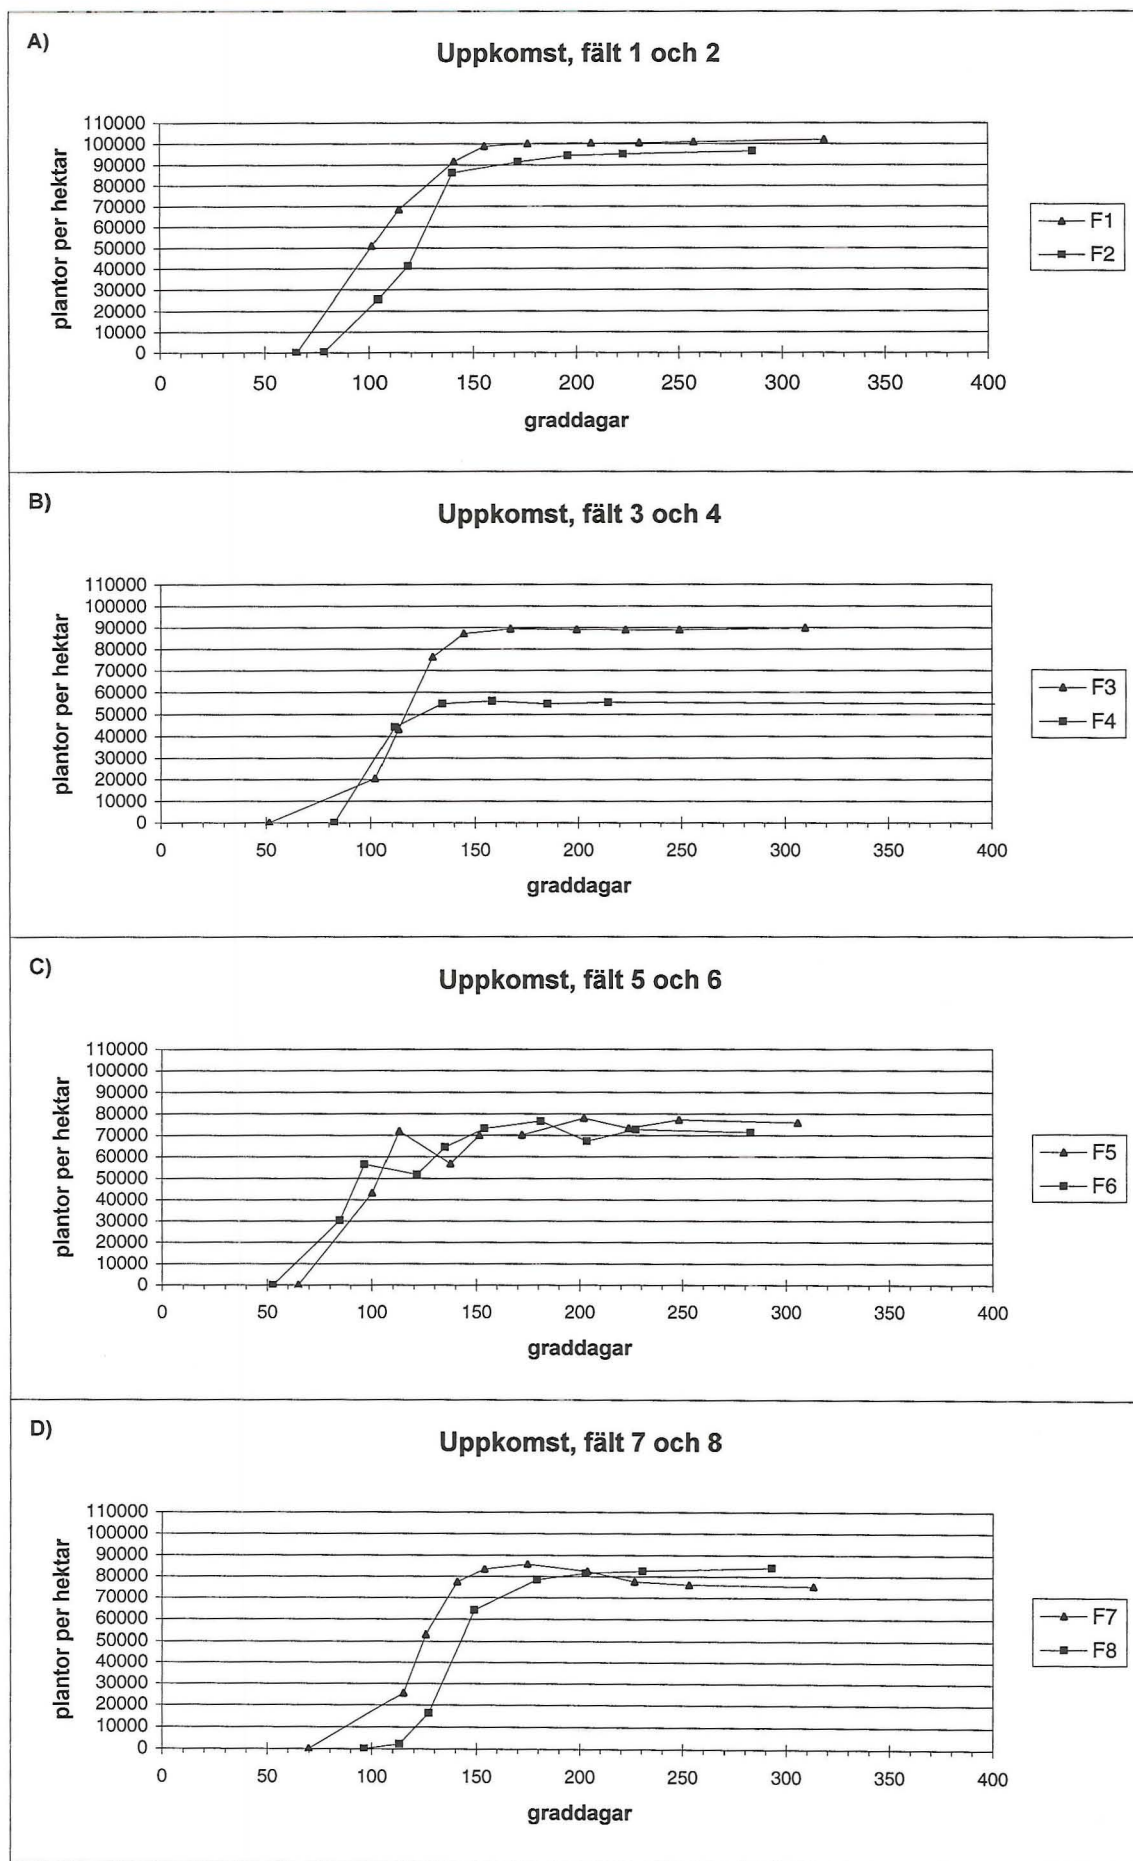 A)
Uppkomst, fält 1 och 2
plantor per hektar
110000
100000
90000
80000
70000
60000
50000
40000
30000
20000
10000
0
0 50 100 150 200 250 300 350 400
graddagar
F1
F2
B)
Uppkomst, fält 3 och 4
plantor per hektar
110000
100000
90000
80000
70000
60000
50000
40000
30000
20000
10000
0
0 50 100 150 200 250 300 350 400
graddagar
F3
F4
C)
Uppkomst, fält 5 och 6
plantor per hektar
110000
100000
90000
80000
70000
60000
50000
40000
30000
20000
10000
0
0 50 100 150 200 250 300 350 400
graddagar
F5
F6
D)
Uppkomst, fält 7 och 8
plantor per hektar
110000
100000
90000
80000
70000
60000
50000
40000
30000
20000
10000
0
0 50 100 150 200 250 300 350 400
graddagar
F7
F8